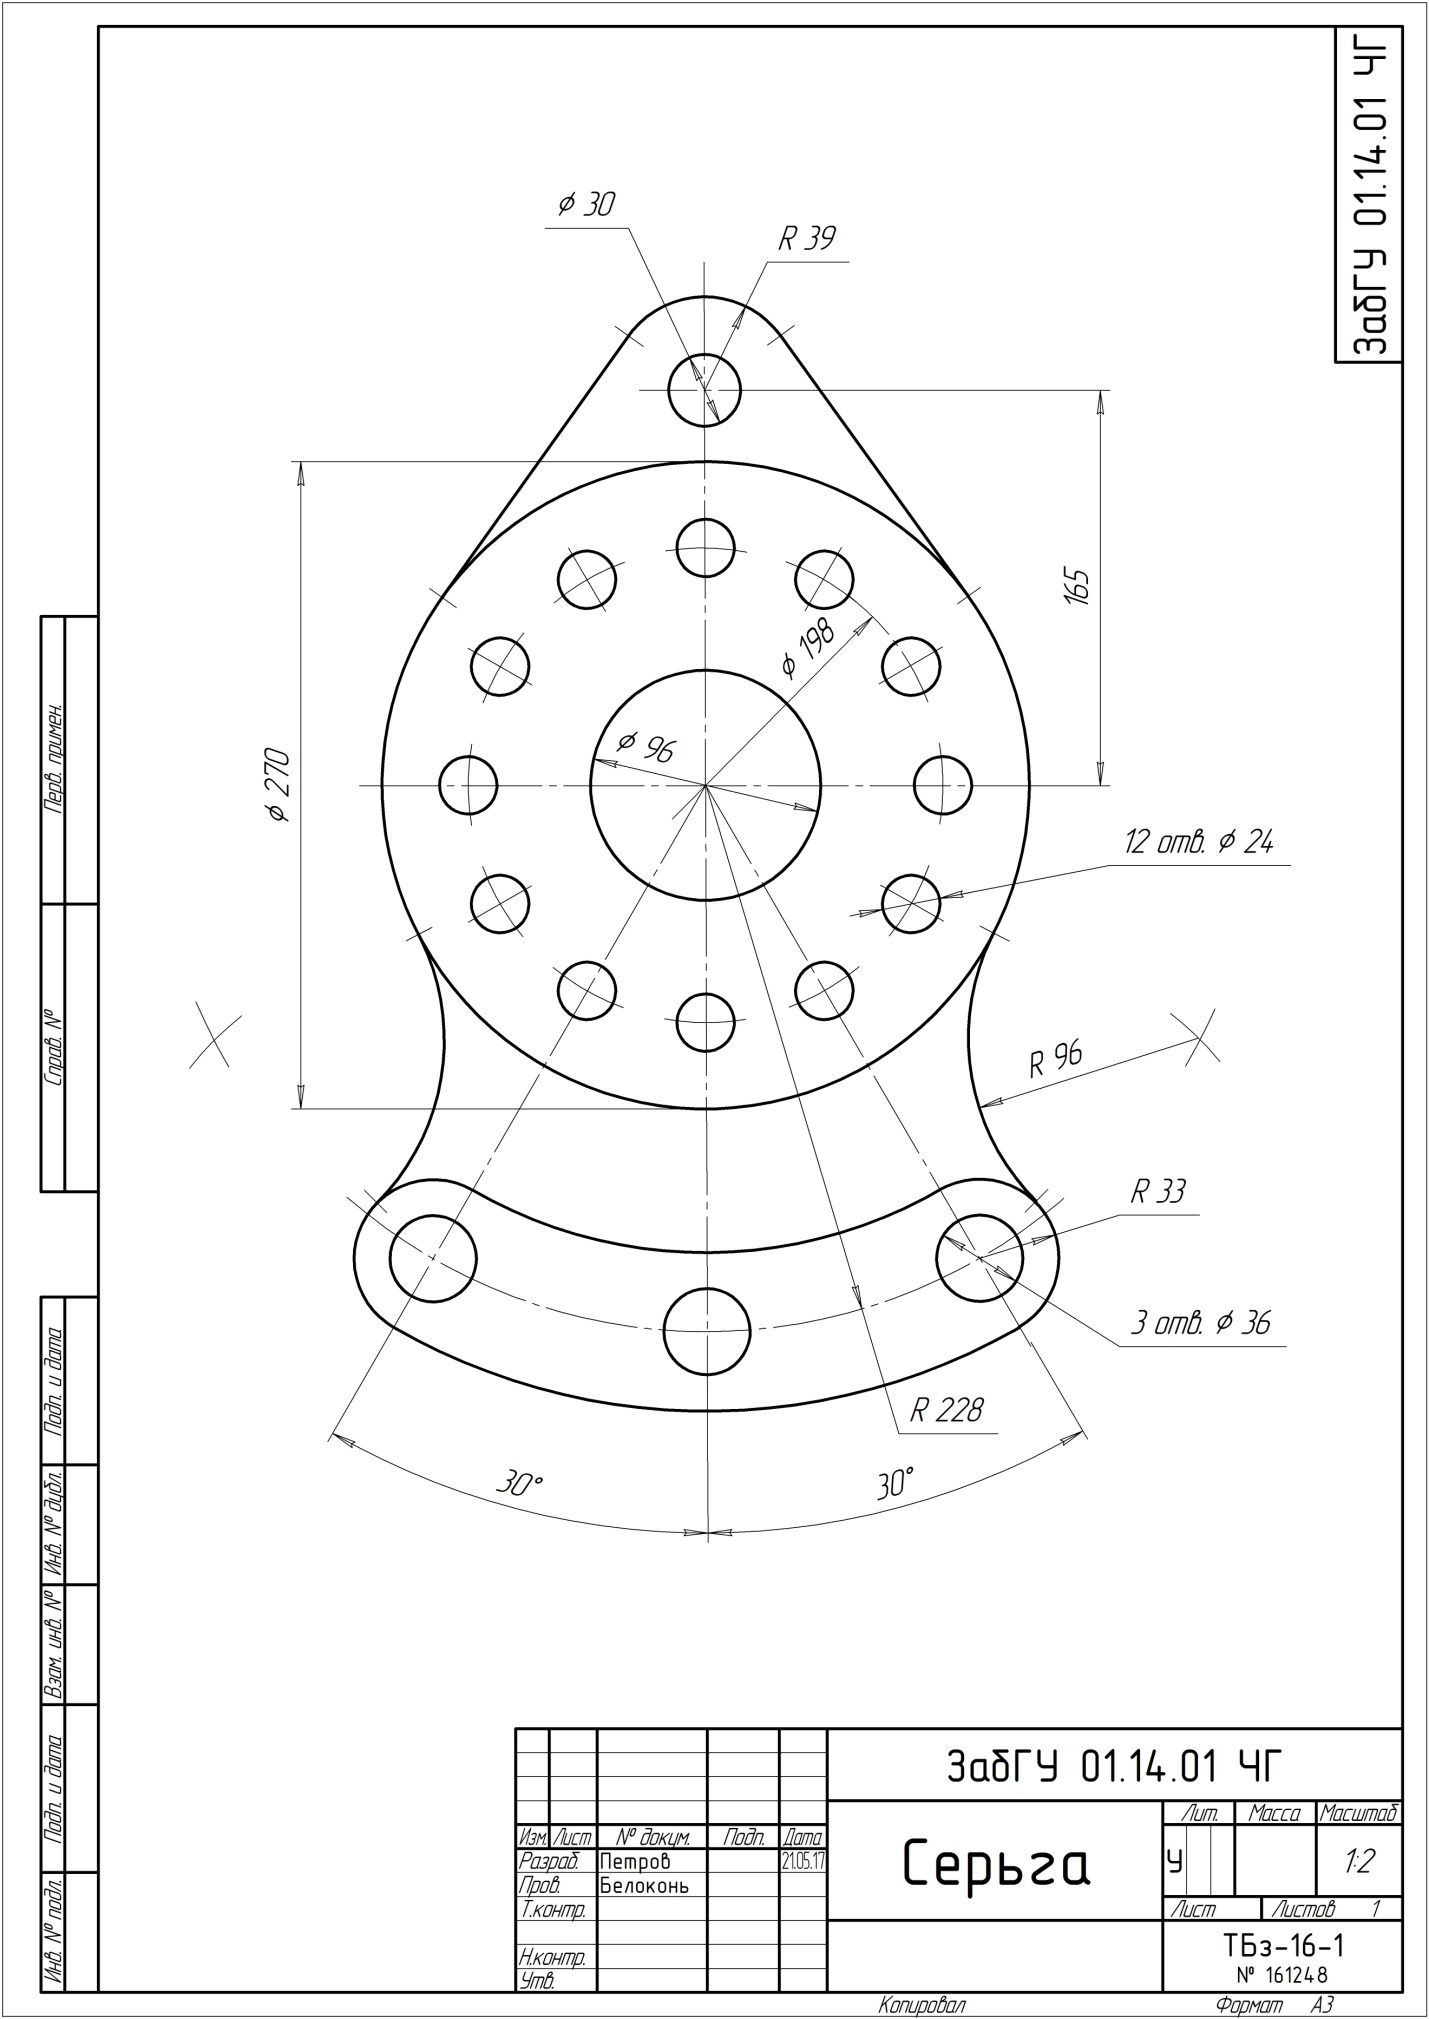 ЗабГУ 01.14.01 ЧГ
ϕ 30
R 39
165
ϕ 198
ϕ 96
ϕ 270
12 отв. ϕ 24
R 96
R 33
3 отв. ϕ 36
R 228
30°
30°
Перв. примен.
Справ. №
Подп. и дата
Инв. № дубл.
Взам. инв. №
Подп. и дата
Инв. № подл.
ЗабГУ 01.14.01 ЧГ
Лит. Масса Масштаб
Изм. Лист № докум. Подп. Дата
Разраб. Петров 21.05.17
Пров. Белоконь
Т.контр.
Н.контр.
Утв.
Серьга
У 1:2
Лист Листов 1
ТБз-16-1
№ 161248
Копировал Формат А3